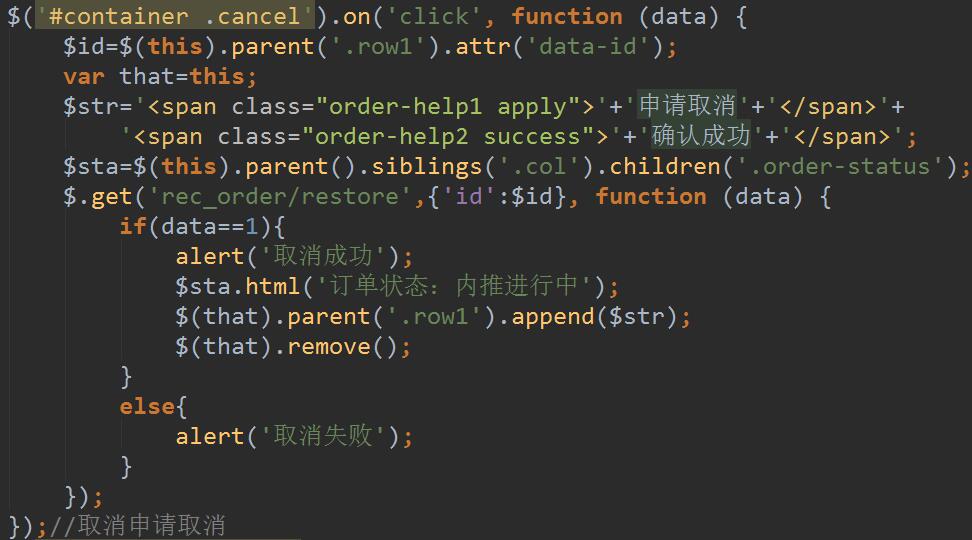 $('#container .cancel').on('click', function (data) {
    $id=$(this).parent('.row1').attr('data-id');
    var that=this;
    $str='<span class="order-help1 apply">'+'申请取消'+'</span>'+
        '<span class="order-help2 success">'+'确认成功'+'</span>';
    $sta=$(this).parent().siblings('.col').children('.order-status');
    $.get('rec_order/restore',{'id':$id}, function (data) {
        if(data==1){
            alert('取消成功');
            $sta.html('订单状态：内推进行中');
            $(that).parent('.row1').append($str);
            $(that).remove();
        }
        else{
            alert('取消失败');
        }
    });
});//取消申请取消